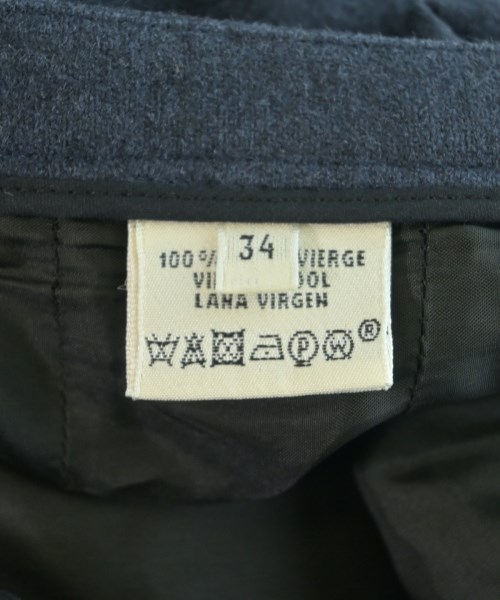 34
100% VIERGE
LANA VIRGEN
P W ®